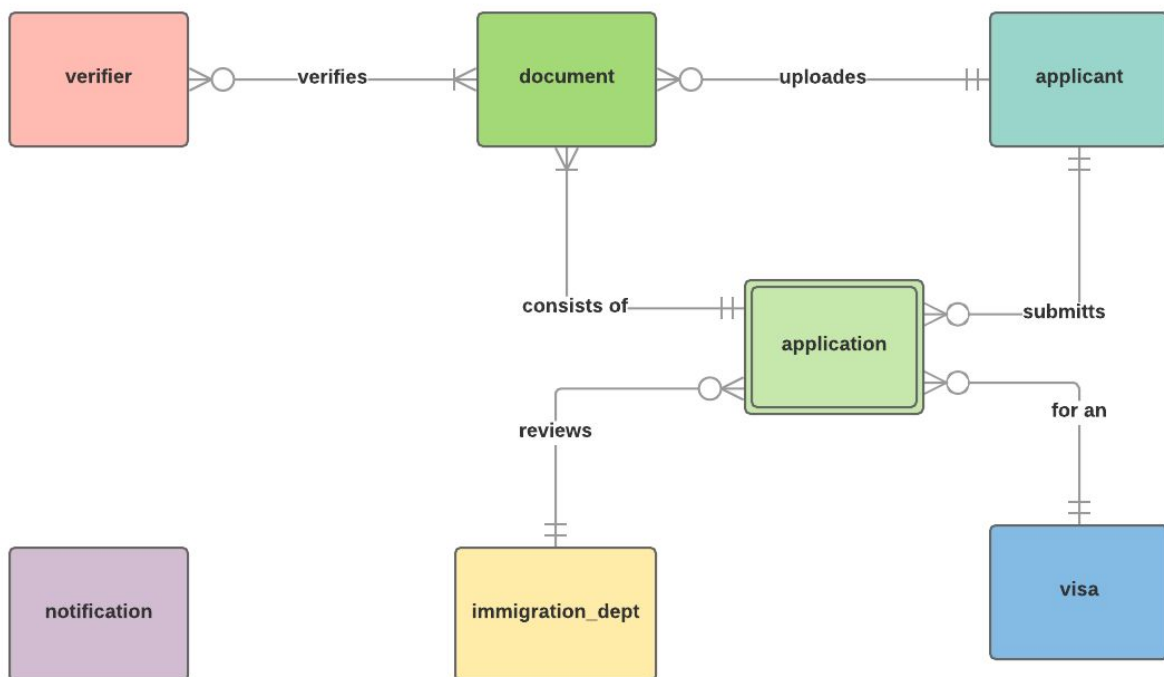 verifier
verifies
document
uploades
applicant
consists of
application
submitts
reviews
for an
notification
immigration_dept
visa